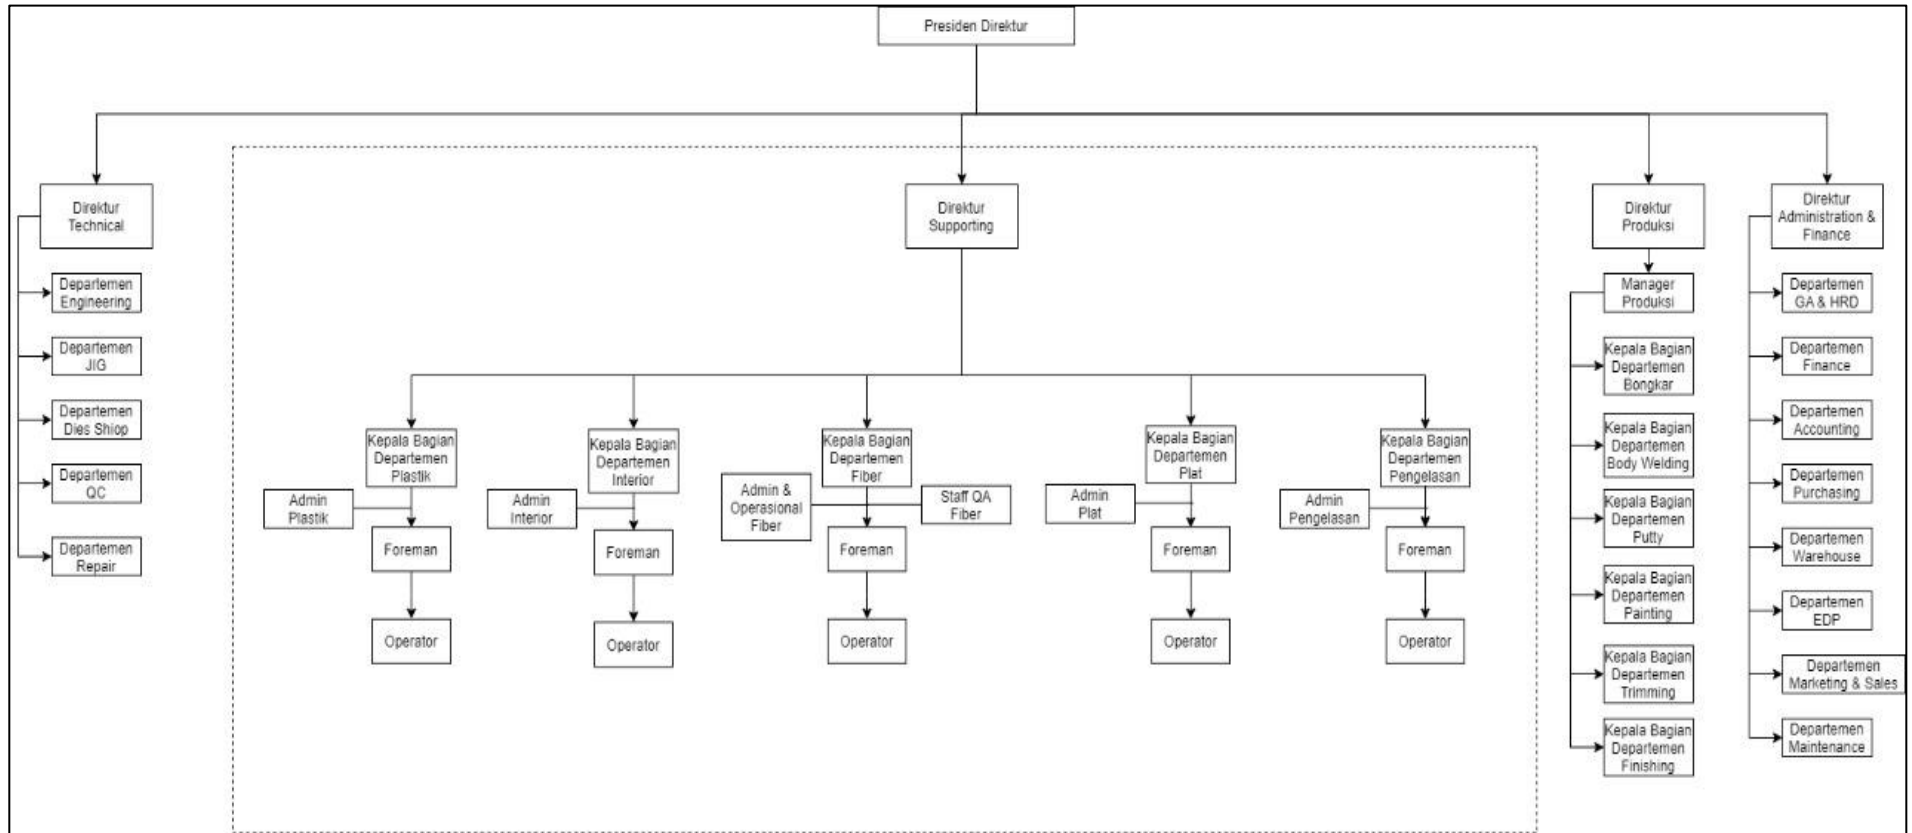 Presiden Direktur
Direktur
Technical
Departemen
Engineering
Departemen
JIG
Departemen
Dies Shiop
Departemen
QC
Departemen
Repair
Direktur
Supporting
Kepala Bagian
Departemen
Plastik
Admin
Plastik
Foreman
Operator
Kepala Bagian
Departemen
Interior
Admin
Interior
Foreman
Operator
Kepala Bagian
Departemen
Fiber
Admin &
Operasional
Fiber
Staff QA
Fiber
Foreman
Operator
Kepala Bagian
Departemen
Plat
Admin
Plat
Foreman
Operator
Kepala Bagian
Departemen
Pengelasan
Admin
Pengelasan
Foreman
Operator
Direktur
Produksi
Manager
Produksi
Kepala Bagian
Departemen
Bongkar
Kepala Bagian
Departemen
Body Welding
Kepala Bagian
Departemen
Putty
Kepala Bagian
Departemen
Painting
Kepala Bagian
Departemen
Trimming
Kepala Bagian
Departemen
Finishing
Direktur
Administration &
Finance
Departemen
GA & HRD
Departemen
Finance
Departemen
Accounting
Departemen
Purchasing
Departemen
Warehouse
Departemen
EDP
Departemen
Marketing & Sales
Departemen
Maintenance